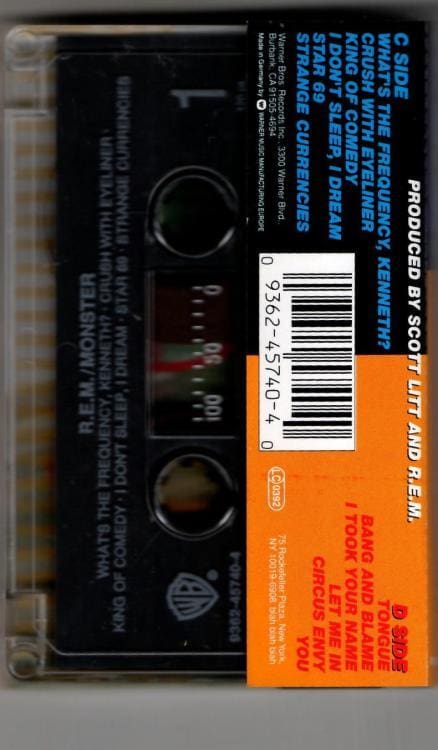 PRODUCED BY SCOTT LITT AND R.E.M.
C SIDE
WHAT'S THE FREQUENCY, KENNETH?
CRUSH WITH EYELINER
KING OF COMEDY
I DON'T SLEEP, I DREAM
STAR 69
STRANGE CURRENCIES
Warner Bros. Records Inc., 3300 Warner Blvd.,
Burbank, CA 91505-4694
Made in Germany by WARNER MUSIC MANUFACTURING EUROPE
D SIDE
TONGUE
BANG AND BLAME
I TOOK YOUR NAME
LET ME IN
CIRCUS ENVY
YOU
75 Rockefeller Plaza, New York,
NY 10019-6908, blah blah blah
0 9362-45740-4 0
LC 0392
1
0 50 100
R.E.M./MONSTER
WHAT'S THE FREQUENCY, KENNETH? · CRUSH WITH EYELINER ·
KING OF COMEDY · I DON'T SLEEP, I DREAM · STAR 69 · STRANGE CURRENCIES
WB
9362-45740-4